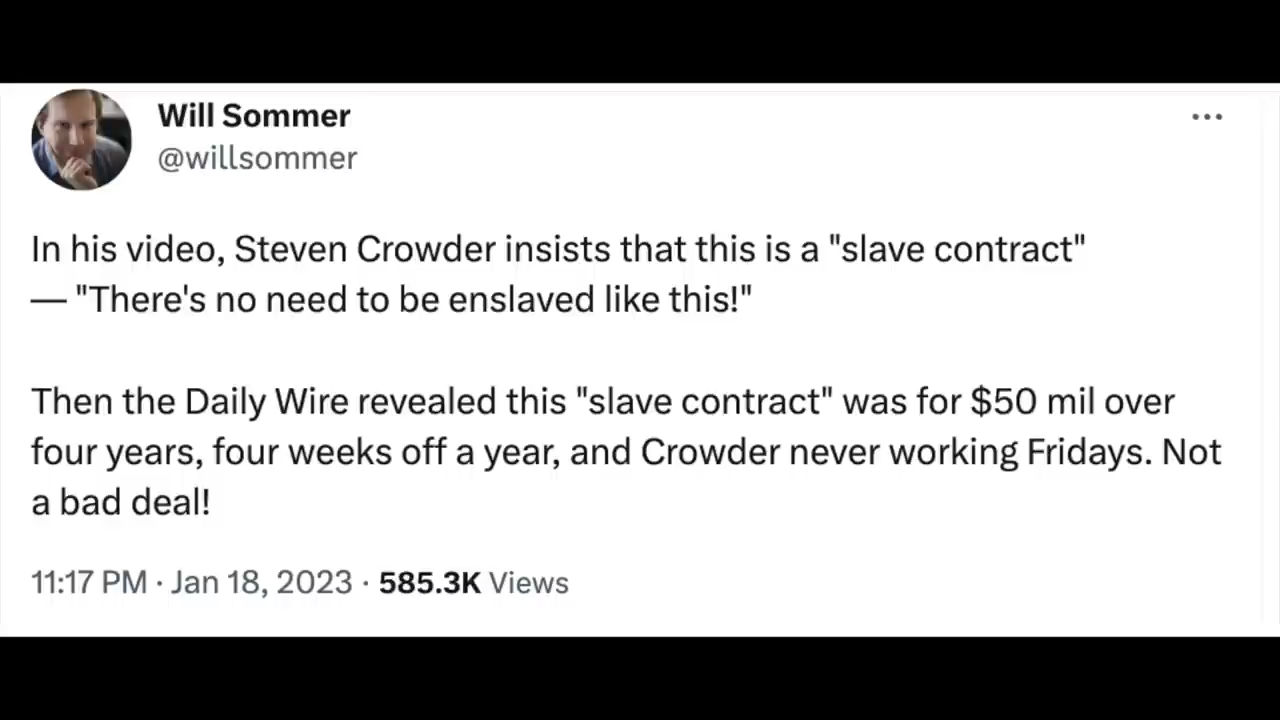 Will Sommer
@willsommer
In his video, Steven Crowder insists that this is a "slave contract"
— "There's no need to be enslaved like this!"
Then the Daily Wire revealed this "slave contract" was for $50 mil over
four years, four weeks off a year, and Crowder never working Fridays. Not
a bad deal!
11:17 PM · Jan 18, 2023 · 585.3K Views